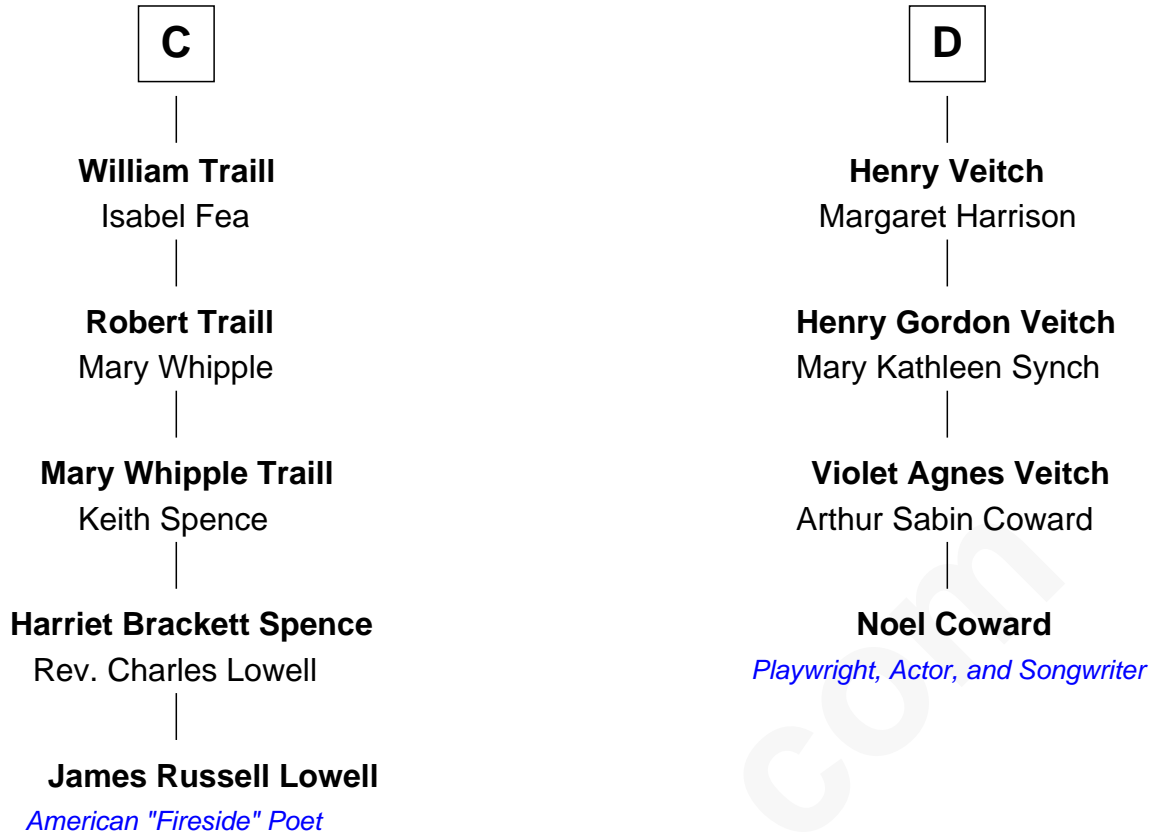 C
William Traill
Isabel Fea
Robert Traill
Mary Whipple
Mary Whipple Traill
Keith Spence
Harriet Brackett Spence
Rev. Charles Lowell
James Russell Lowell
American "Fireside" Poet
D
Henry Veitch
Margaret Harrison
Henry Gordon Veitch
Mary Kathleen Synch
Violet Agnes Veitch
Arthur Sabin Coward
Noel Coward
Playwright, Actor, and Songwriter
com